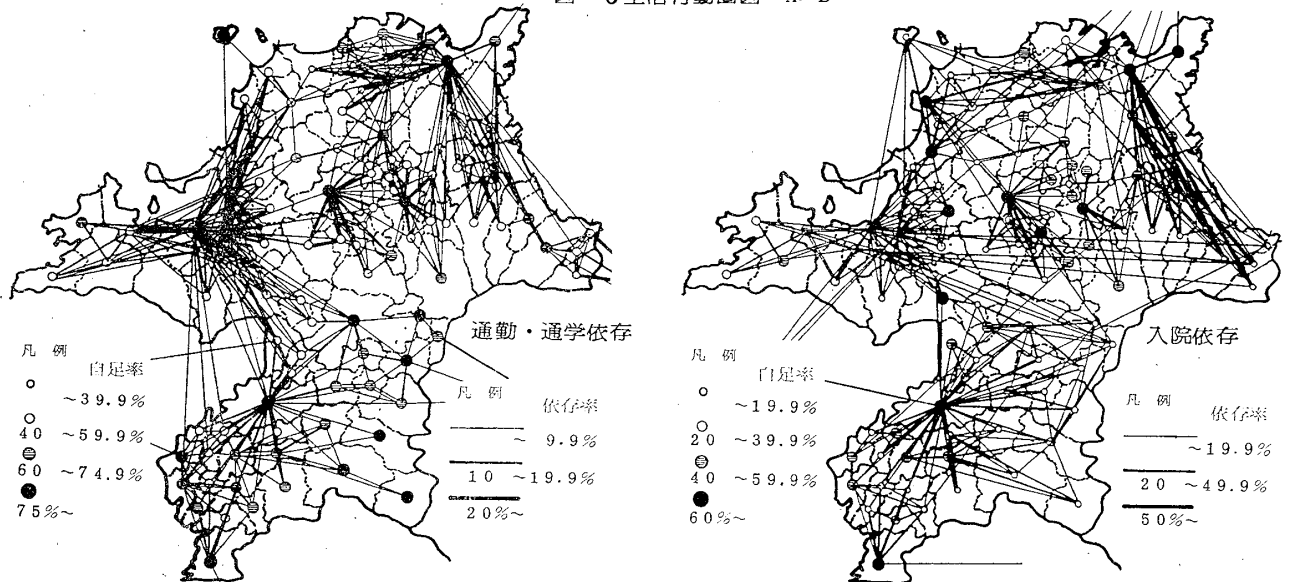 通勤・通学依存
凡例
自足率
～39.9%
40 ～59.9%
60 ～74.9%
75%～
凡例
依存率
～ 9.9%
10 ～19.9%
20%～
入院依存
凡例
自足率
～19.9%
20 ～39.9%
40 ～59.9%
60%～
凡例
依存率
～19.9%
20 ～49.9%
50%～